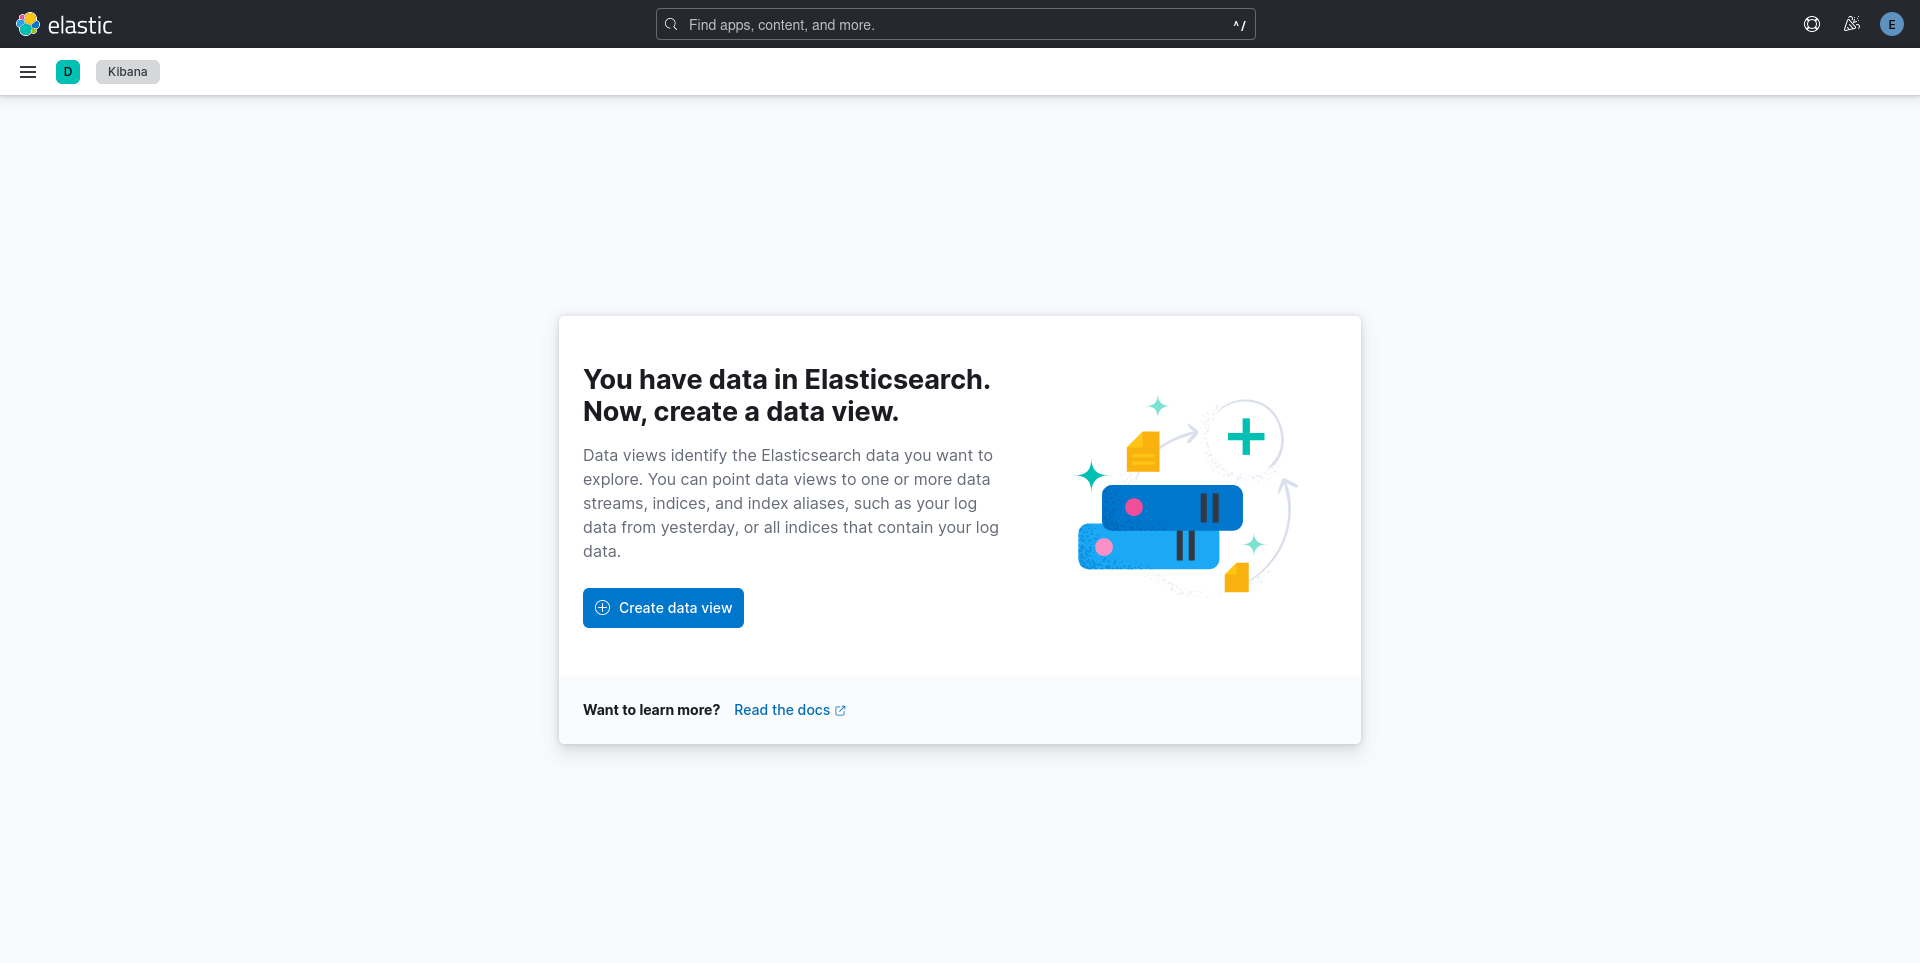 elastic
Find apps, content, and more.
^/
E
D
Kibana
You have data in Elasticsearch.
Now, create a data view.
Data views identify the Elasticsearch data you want to
explore. You can point data views to one or more data
streams, indices, and index aliases, such as your log
data from yesterday, or all indices that contain your log
data.
Create data view
Want to learn more? Read the docs